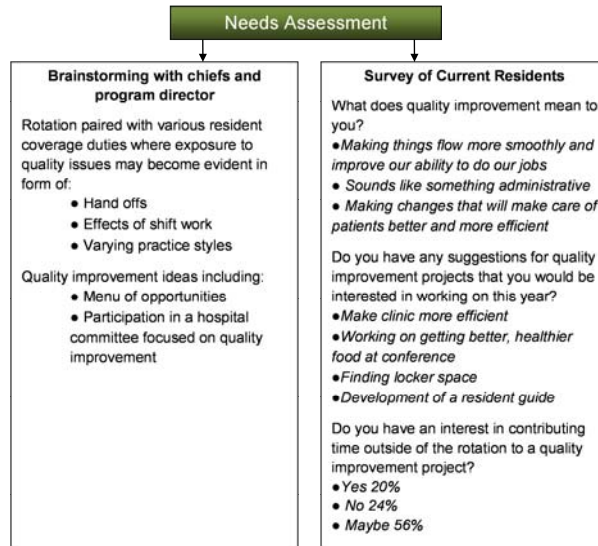 Needs Assessment
Brainstorming with chiefs and
program director
Rotation paired with various resident
coverage duties where exposure to
quality issues may become evident in
form of:
● Hand offs
● Effects of shift work
● Varying practice styles
Quality improvement ideas including:
● Menu of opportunities
● Participation in a hospital
committee focused on quality
improvement
Survey of Current Residents
What does quality improvement mean to
you?
●Making things flow more smoothly and
improve our ability to do our jobs
● Sounds like something administrative
● Making changes that will make care of
patients better and more efficient
Do you have any suggestions for quality
improvement projects that you would be
interested in working on this year?
●Make clinic more efficient
●Working on getting better, healthier
food at conference
●Finding locker space
●Development of a resident guide
Do you have an interest in contributing
time outside of the rotation to a quality
improvement project?
●Yes 20%
● No 24%
● Maybe 56%